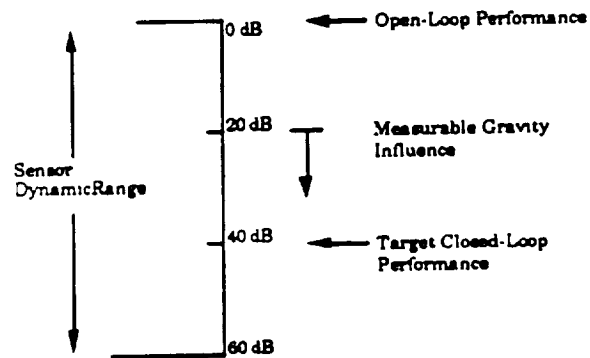 0 dB
Open-Loop Performance
20 dB
Measurable Gravity
Influence
Sensor
DynamicRange
40 dB
Target Closed-Loop
Performance
60 dB